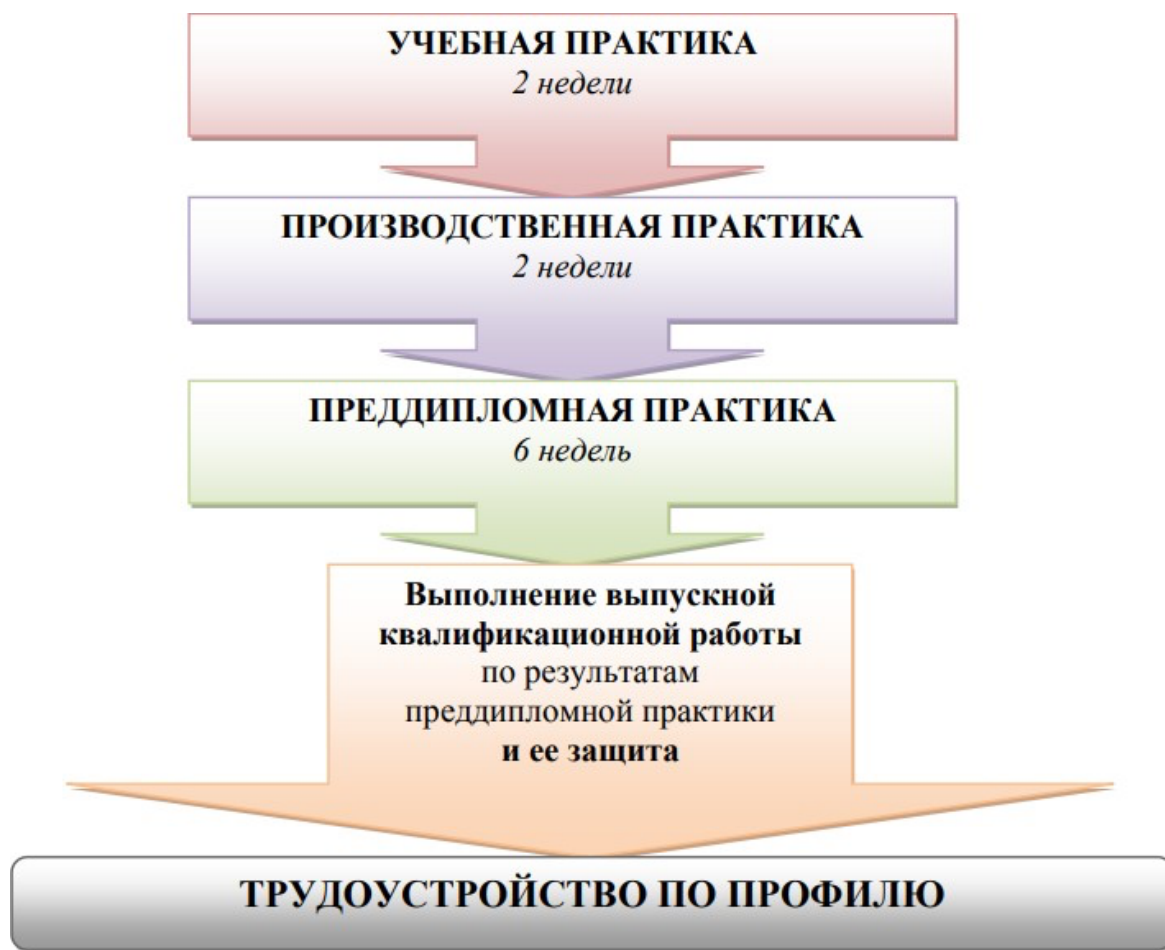 УЧЕБНАЯ ПРАКТИКА
2 недели
ПРОИЗВОДСТВЕННАЯ ПРАКТИКА
2 недели
ПРЕДДИПЛОМНАЯ ПРАКТИКА
6 недель
Выполнение выпускной
квалификационной работы
по результатам
преддипломной практики
и ее защита
ТРУДОУСТРОЙСТВО ПО ПРОФИЛЮ